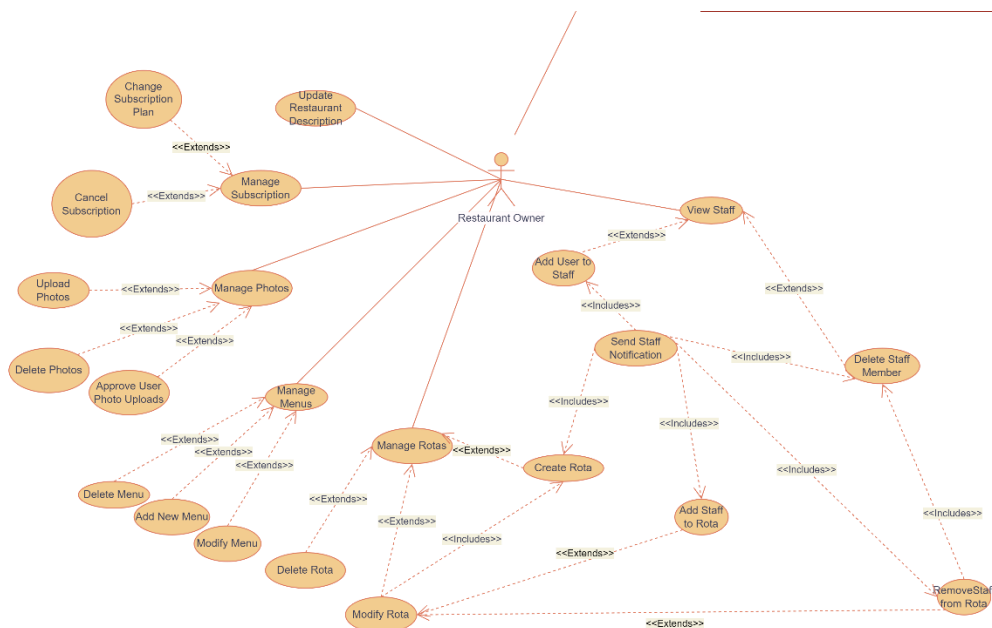 Change
Subscription
Plan
Update
Restaurant
Description
<<Extends>>
Manage
Subscription
Cancel
Subscription
<<Extends>>
Restaurant Owner
View Staff
<<Extends>>
Add User to
Staff
Upload
Photos
<<Extends>>
Manage Photos
<<Extends>>
<<Includes>>
<<Extends>>
<<Extends>>
Send Staff
Notification
<<Includes>>
Delete Staff
Member
Delete Photos
Approve User
Photo Uploads
Manage
Menus
<<Includes>>
<<Includes>>
<<Extends>>
<<Extends>>
<<Extends>>
Manage Rotas
<<Extends>>
Create Rota
<<Includes>>
Delete Menu
Add New Menu
Modify Menu
<<Extends>>
<<Extends>>
<<Includes>>
Add Staff
to Rota
<<Includes>>
<<Extends>>
Delete Rota
RemoveStaf
from Rota
Modify Rota
<<Extends>>